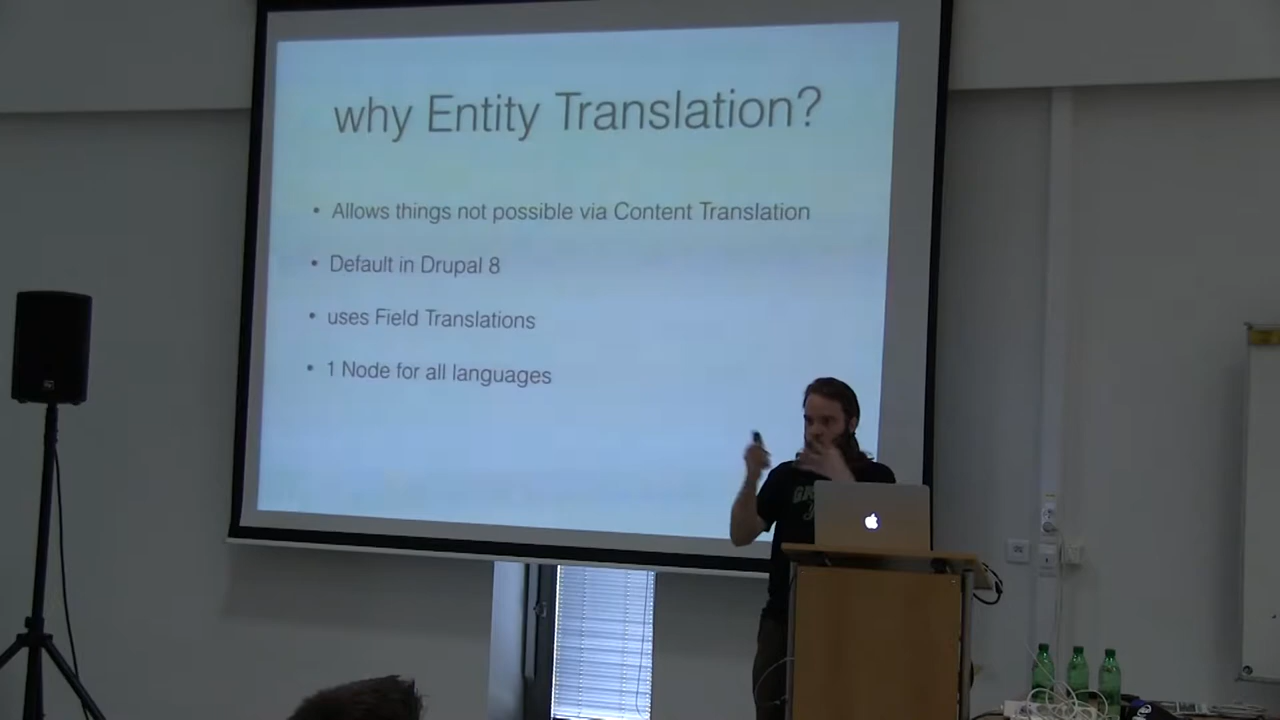 why Entity Translation?
• Allows things not possible via Content Translation
• Default in Drupal 8
• uses Field Translations
• 1 Node for all languages